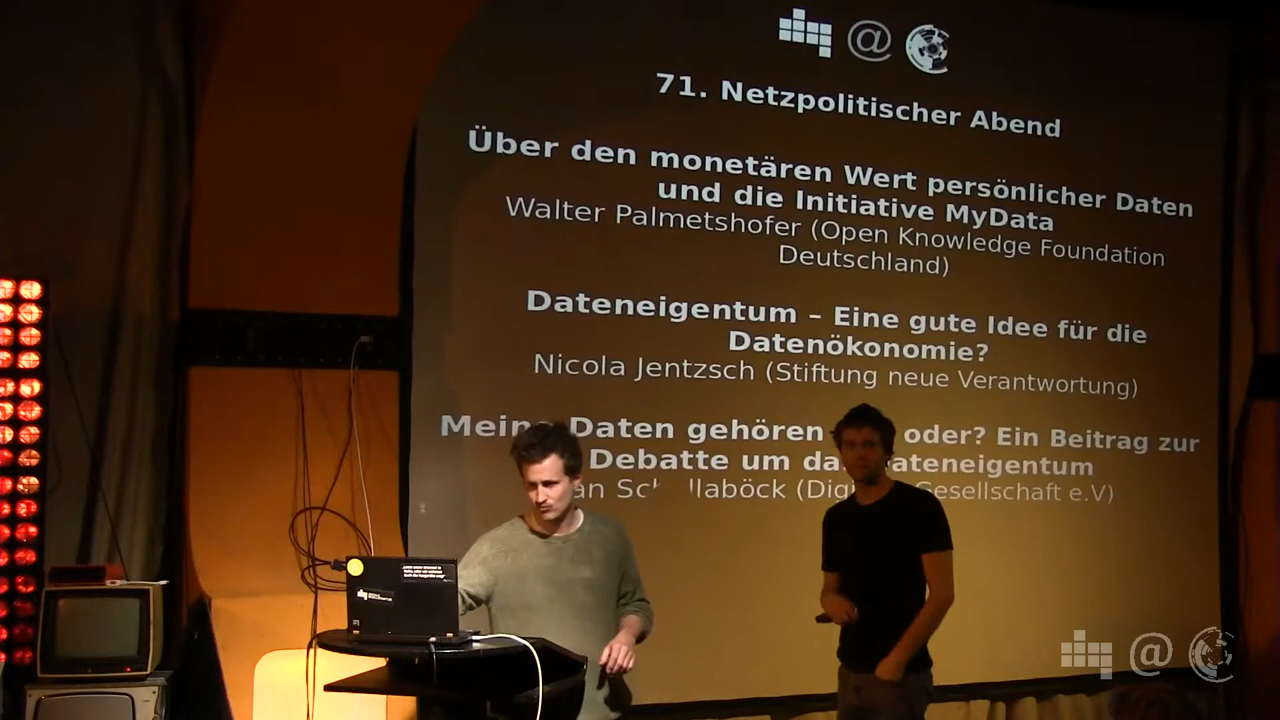 @
71. Netzpolitischer Abend
Über den monetären Wert persönlicher Daten
und die Initiative MyData
Walter Palmetshofer (Open Knowledge Foundation
Deutschland)
Dateneigentum – Eine gute Idee für die
Datenökonomie?
Nicola Jentzsch (Stiftung neue Verantwortung)
Daten gehören oder? Ein Beitrag zur
Debatte um das Dateneigentum
Gesellschaft e.V)
@